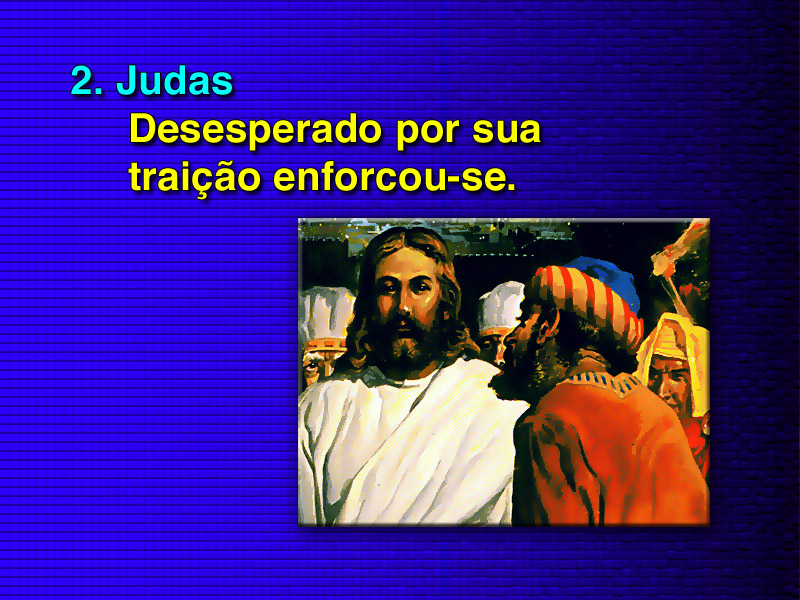 2. Judas
Desesperado por sua
traição enforcou-se.